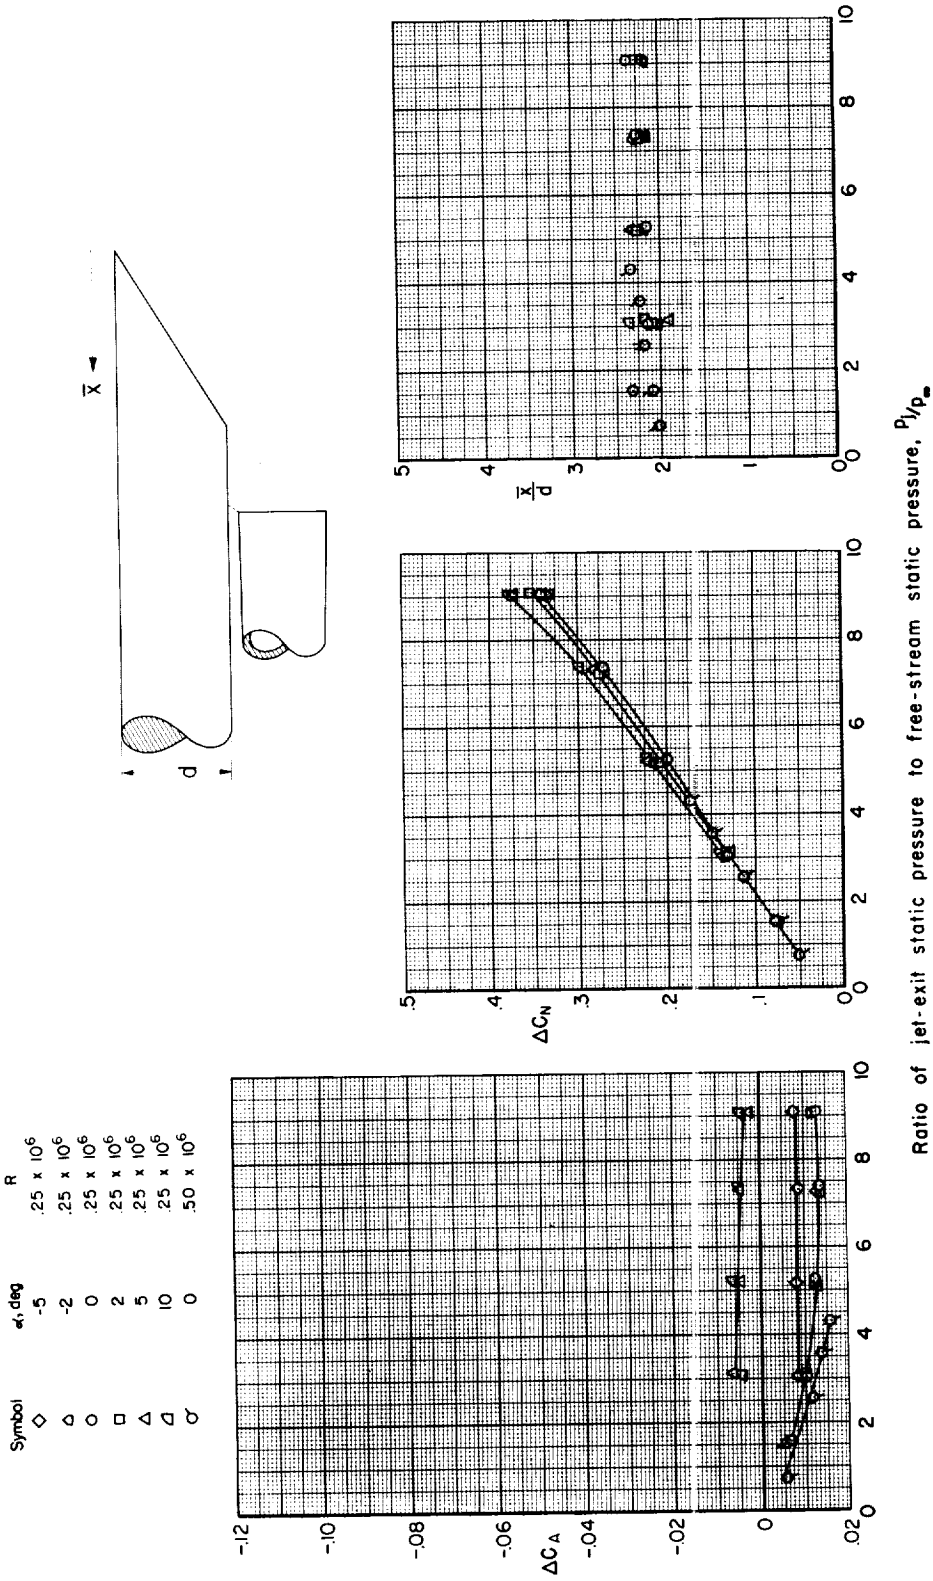 Symbol α, deg R
-5 .25 x 10⁶
-2 .25 x 10⁶
0 .25 x 10⁶
2 .25 x 10⁶
5 .25 x 10⁶
10 .25 x 10⁶
0 .50 x 10⁶
x̄
d
-.12
-.10
-.08
-.06
-.04
-.02
0
.02
ΔC_A
0 2 4 6 8 10
.5
.4
.3
.2
.1
0
ΔC_N
0 2 4 6 8 10
5
4
3
2
1
0
x̄/d
0 2 4 6 8 10
Ratio of jet-exit static pressure to free-stream static pressure, p_j/p_∞